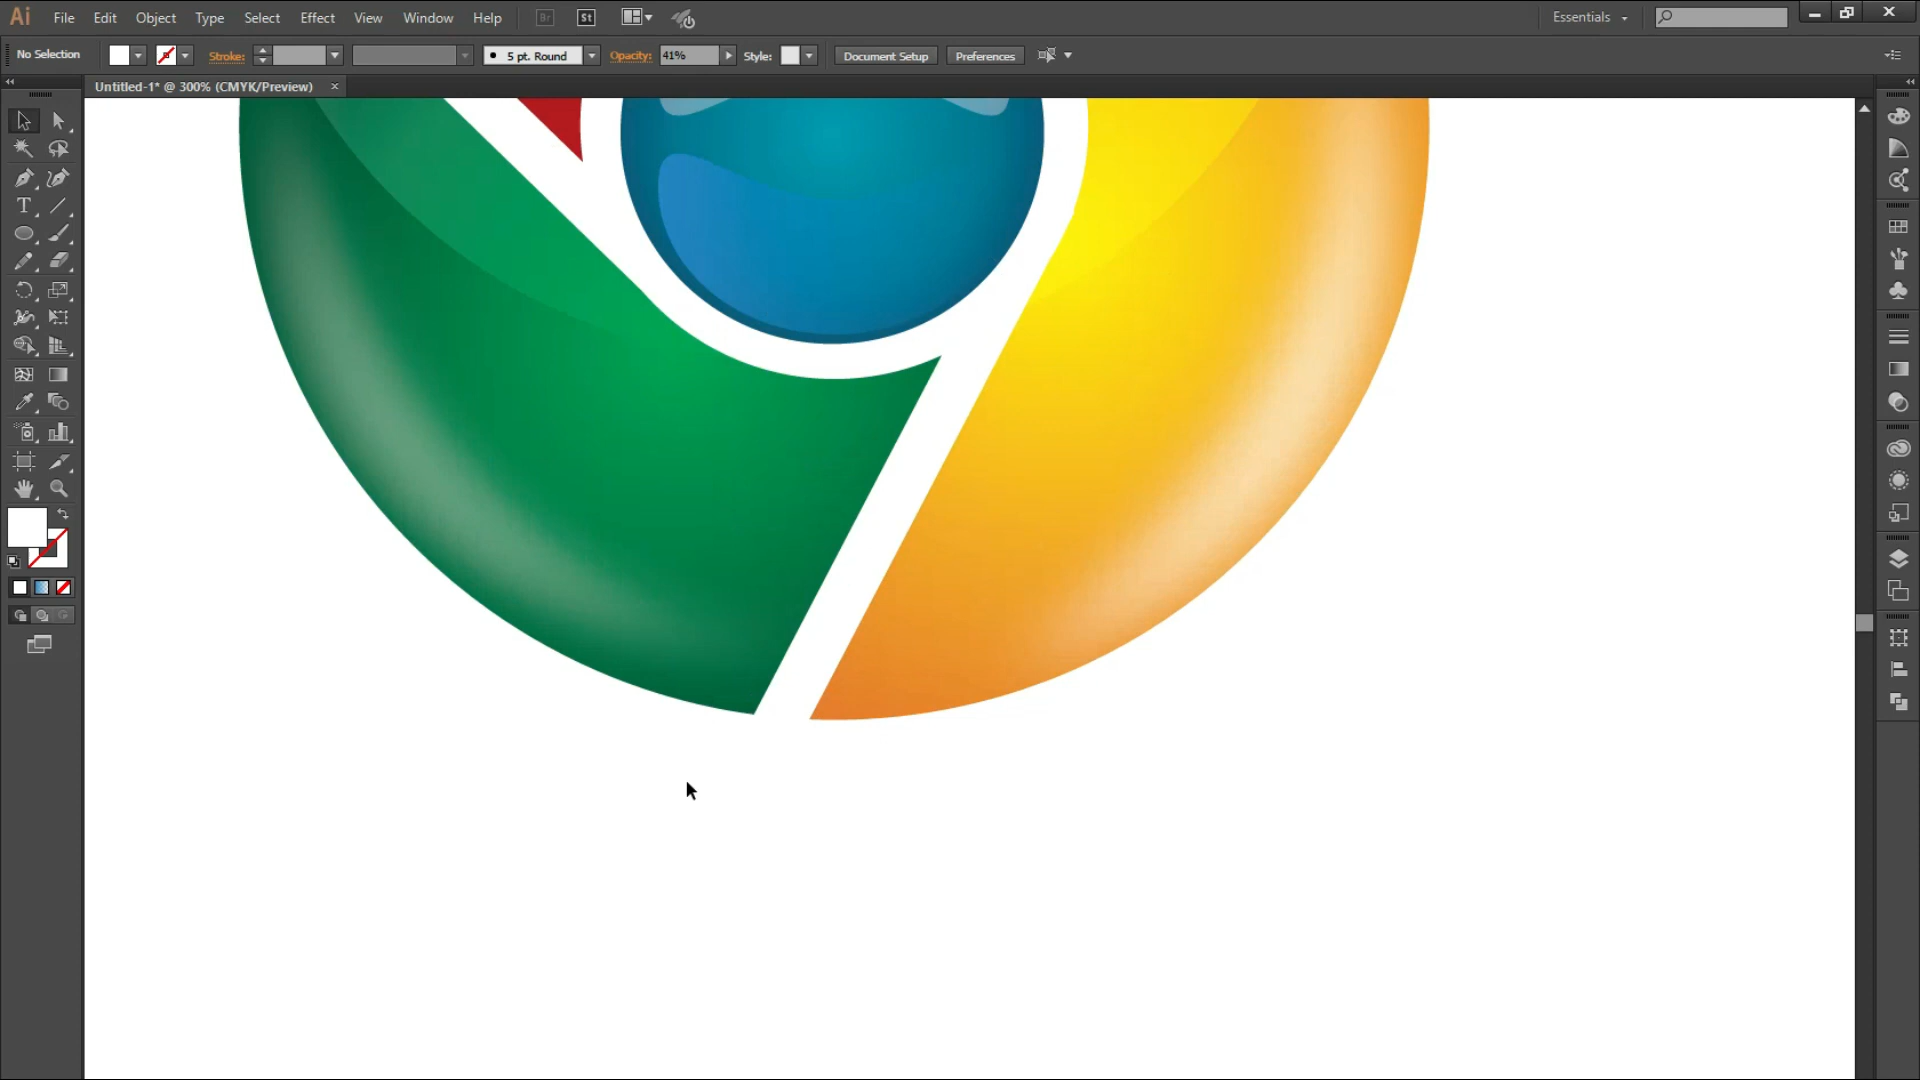 Ai File Edit Object Type Select Effect View Window Help Br St Essentials
No Selection Stroke: 5 pt. Round Opacity: 41% Style: Document Setup Preferences
Untitled-1* @ 300% (CMYK/Preview) ×
T